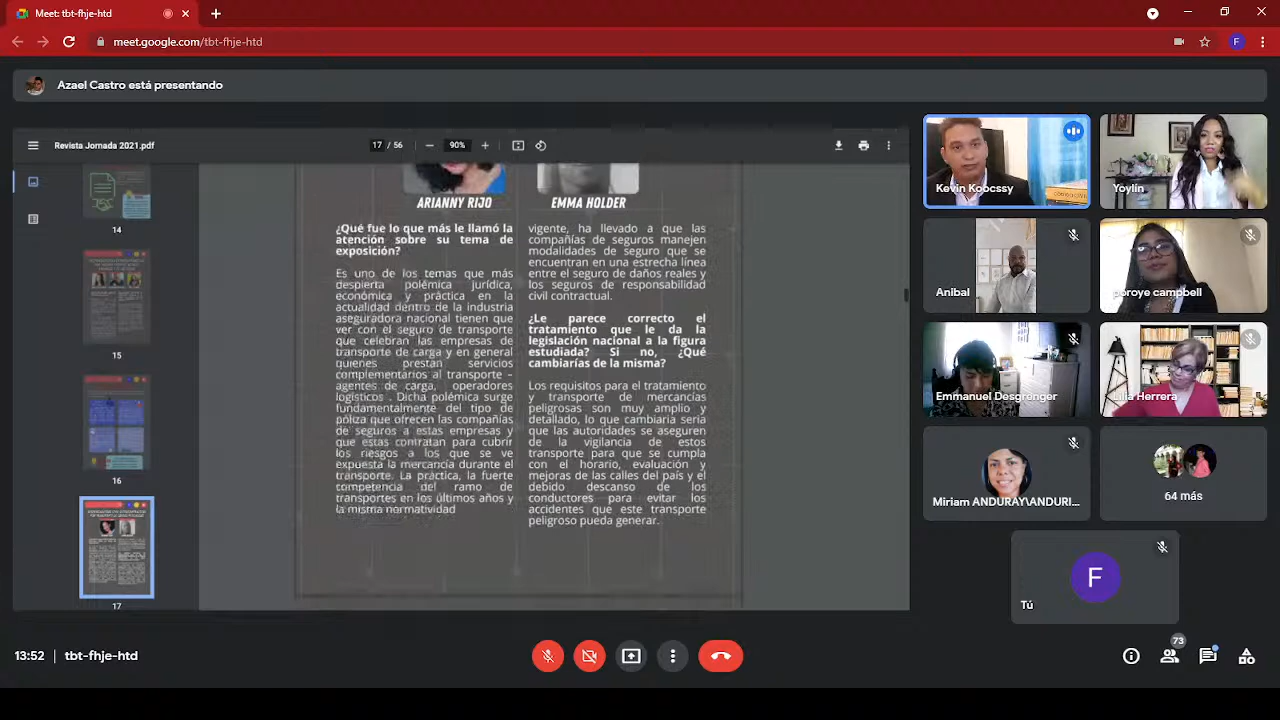 Meet: tbt-fhje-htd
meet.google.com/tbt-fhje-htd
F
Azael Castro está presentando
Revista Jornada 2021.pdf
17 / 56
90%
14
15
16
17
ARIANNY RIJO
¿Qué fue lo que más le llamó la
atención sobre su tema de
exposición?
Es uno de los temas que más
despierta polémica jurídica,
económica y práctica en la
actualidad dentro de la industria
aseguradora nacional tienen que
ver con el seguro de transporte
que celebran las empresas de
transporte de carga y en general
quienes prestan servicios
complementarios al transporte -
agentes de carga, operadores
logísticos . Dicha polémica surge
fundamentalmente del tipo de
póliza que ofrecen las compañías
de seguros a estas empresas y
que estas contratan para cubrir
los riesgos a los que se ve
expuesta la mercancía durante el
transporte. La práctica, la fuerte
competencia del ramo de
transportes en los últimos años y
la misma normatividad
EMMA HOLDER
vigente, ha llevado a que las
compañías de seguros manejen
modalidades de seguro que se
encuentran en una estrecha línea
entre el seguro de daños reales y
los seguros de responsabilidad
civil contractual.
¿Le parece correcto el
tratamiento que le da la
legislación nacional a la figura
estudiada? Si no, ¿Qué
cambiarías de la misma?
Los requisitos para el tratamiento
y transporte de mercancías
peligrosas son muy amplio y
detallado, lo que cambiaría sería
que las autoridades se aseguren
de la vigilancia de estos
transporte para que se cumpla
con el horario, evaluación y
mejoras de las calles del país y el
debido descanso de los
conductores para evitar los
accidentes que este transporte
peligroso pueda generar.
Kevin Koocssy
Yoylín
Anibal
poroye campbell
Emmanuel Desgrenger
Lilia Herrera
Miriam ANDURAY\ANDURI...
64 más
F
Tú
13:52 | tbt-fhje-htd
73